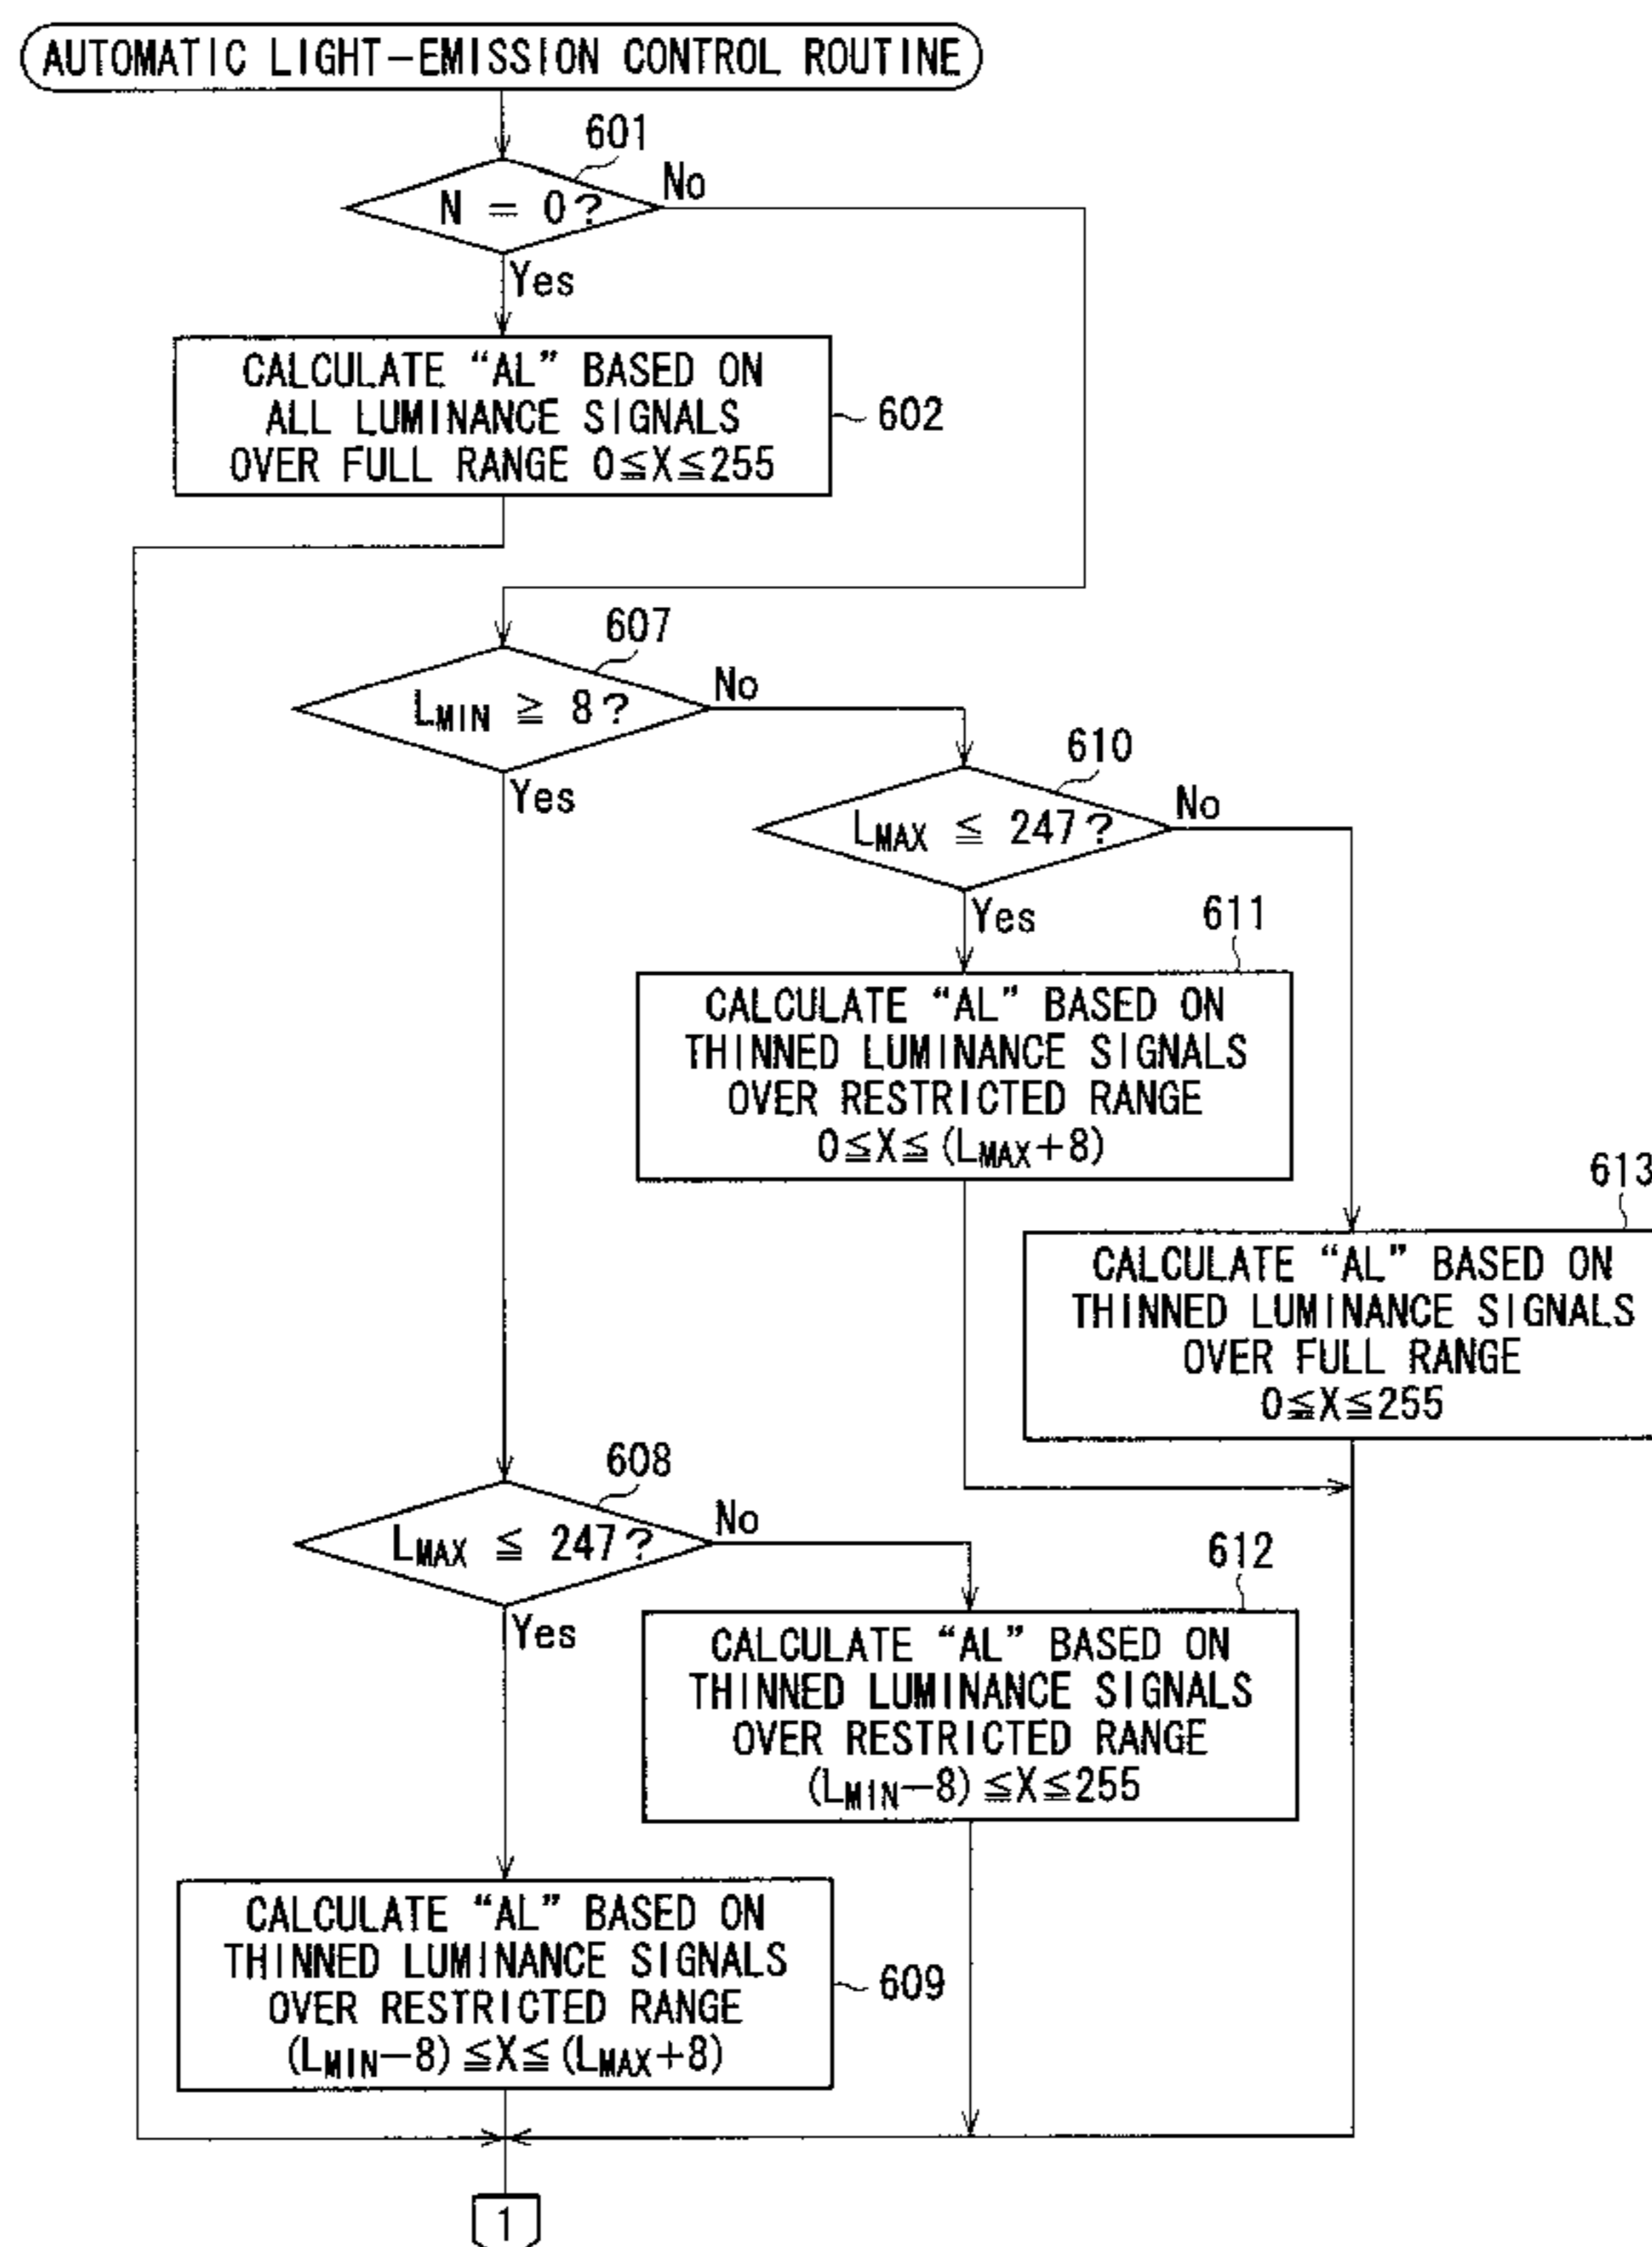 AUTOMATIC LIGHT-EMISSION CONTROL ROUTINE
601
N = 0?
No
Yes
CALCULATE “AL” BASED ON
ALL LUMINANCE SIGNALS
OVER FULL RANGE 0≦X≦255
602
607
LMIN ≧ 8?
No
Yes
610
LMAX ≦ 247?
No
Yes
611
CALCULATE “AL” BASED ON
THINNED LUMINANCE SIGNALS
OVER RESTRICTED RANGE
0≦X≦(LMAX+8)
613
CALCULATE “AL” BASED ON
THINNED LUMINANCE SIGNALS
OVER FULL RANGE
0≦X≦255
608
LMAX ≦ 247?
No
Yes
612
CALCULATE “AL” BASED ON
THINNED LUMINANCE SIGNALS
OVER RESTRICTED RANGE
(LMIN−8)≦X≦255
CALCULATE “AL” BASED ON
THINNED LUMINANCE SIGNALS
OVER RESTRICTED RANGE
(LMIN−8)≦X≦(LMAX+8)
609
1